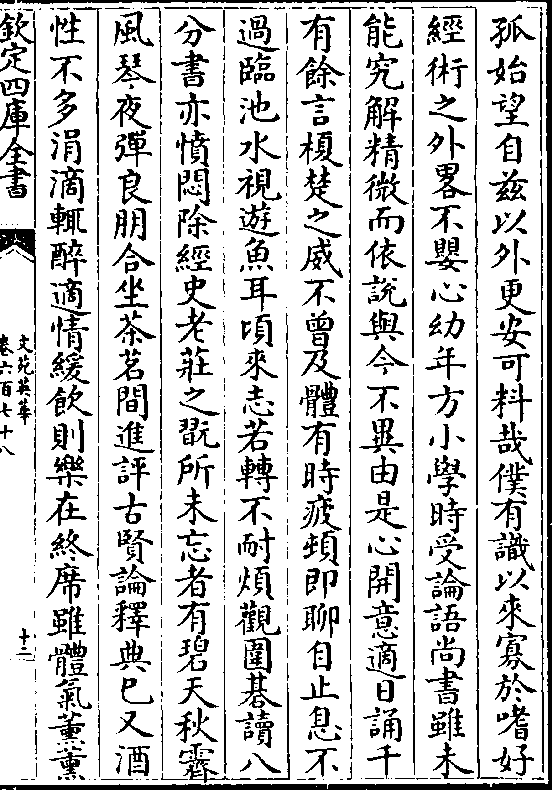 孤始望自兹以外更安可料哉僕有識以來寡於嗜好
經術之外畧不嬰心幼年方小學時受論語尚書雖未
能究解精微而依說與今不異由是心開意適日誦千
有餘言榎楚之威不曾及體有時疲頓即聊自止息不
過臨池水視遊魚耳頃來志若轉不耐煩觀圍碁讀八
分書亦憤悶除經史老莊之翫所未忘者有碧天秋霽
風琴夜彈良朋合坐茶茗間進評古賢論釋典已又酒
性不多涓滴輒醉適情緩飲則樂在終席雖體氣薰薰
欽定四庫全書
文苑英華
卷六百七十八
十二